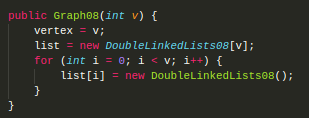 public Graph08(int v) {
    vertex = v;
    list = new DoubleLinkedLists08[v];
    for (int i = 0; i < v; i++) {
        list[i] = new DoubleLinkedLists08();
    }
}